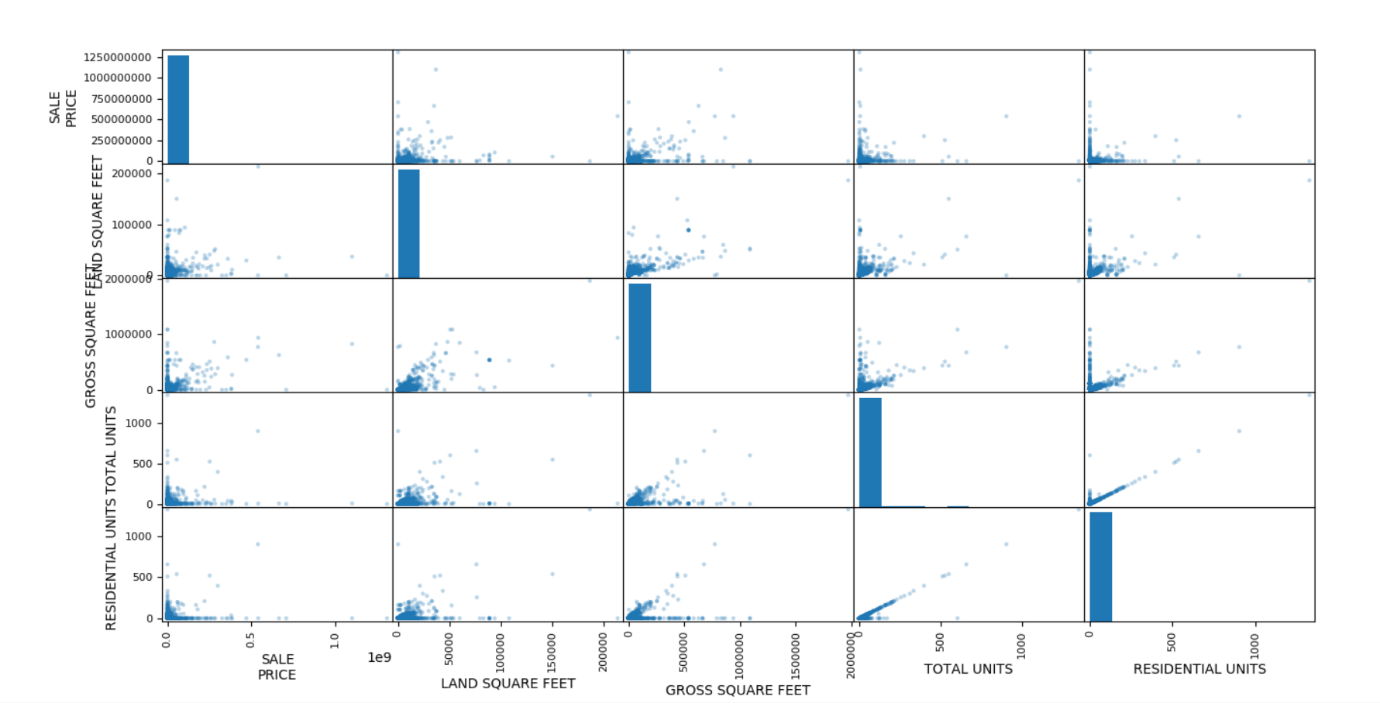 1250000000
1000000000
750000000
500000000
250000000
0
SALE
PRICE
200000
100000
0
LAND SQUARE FEET
2000000
1000000
0
GROSS SQUARE FEET
1000
500
0
TOTAL UNITS
1000
500
0
RESIDENTIAL UNITS
0.0
0.5
1.0
1e9
SALE
PRICE
0
50000
100000
150000
200000
LAND SQUARE FEET
0
500000
1000000
1500000
2000000
GROSS SQUARE FEET
0
500
1000
TOTAL UNITS
0
500
1000
RESIDENTIAL UNITS